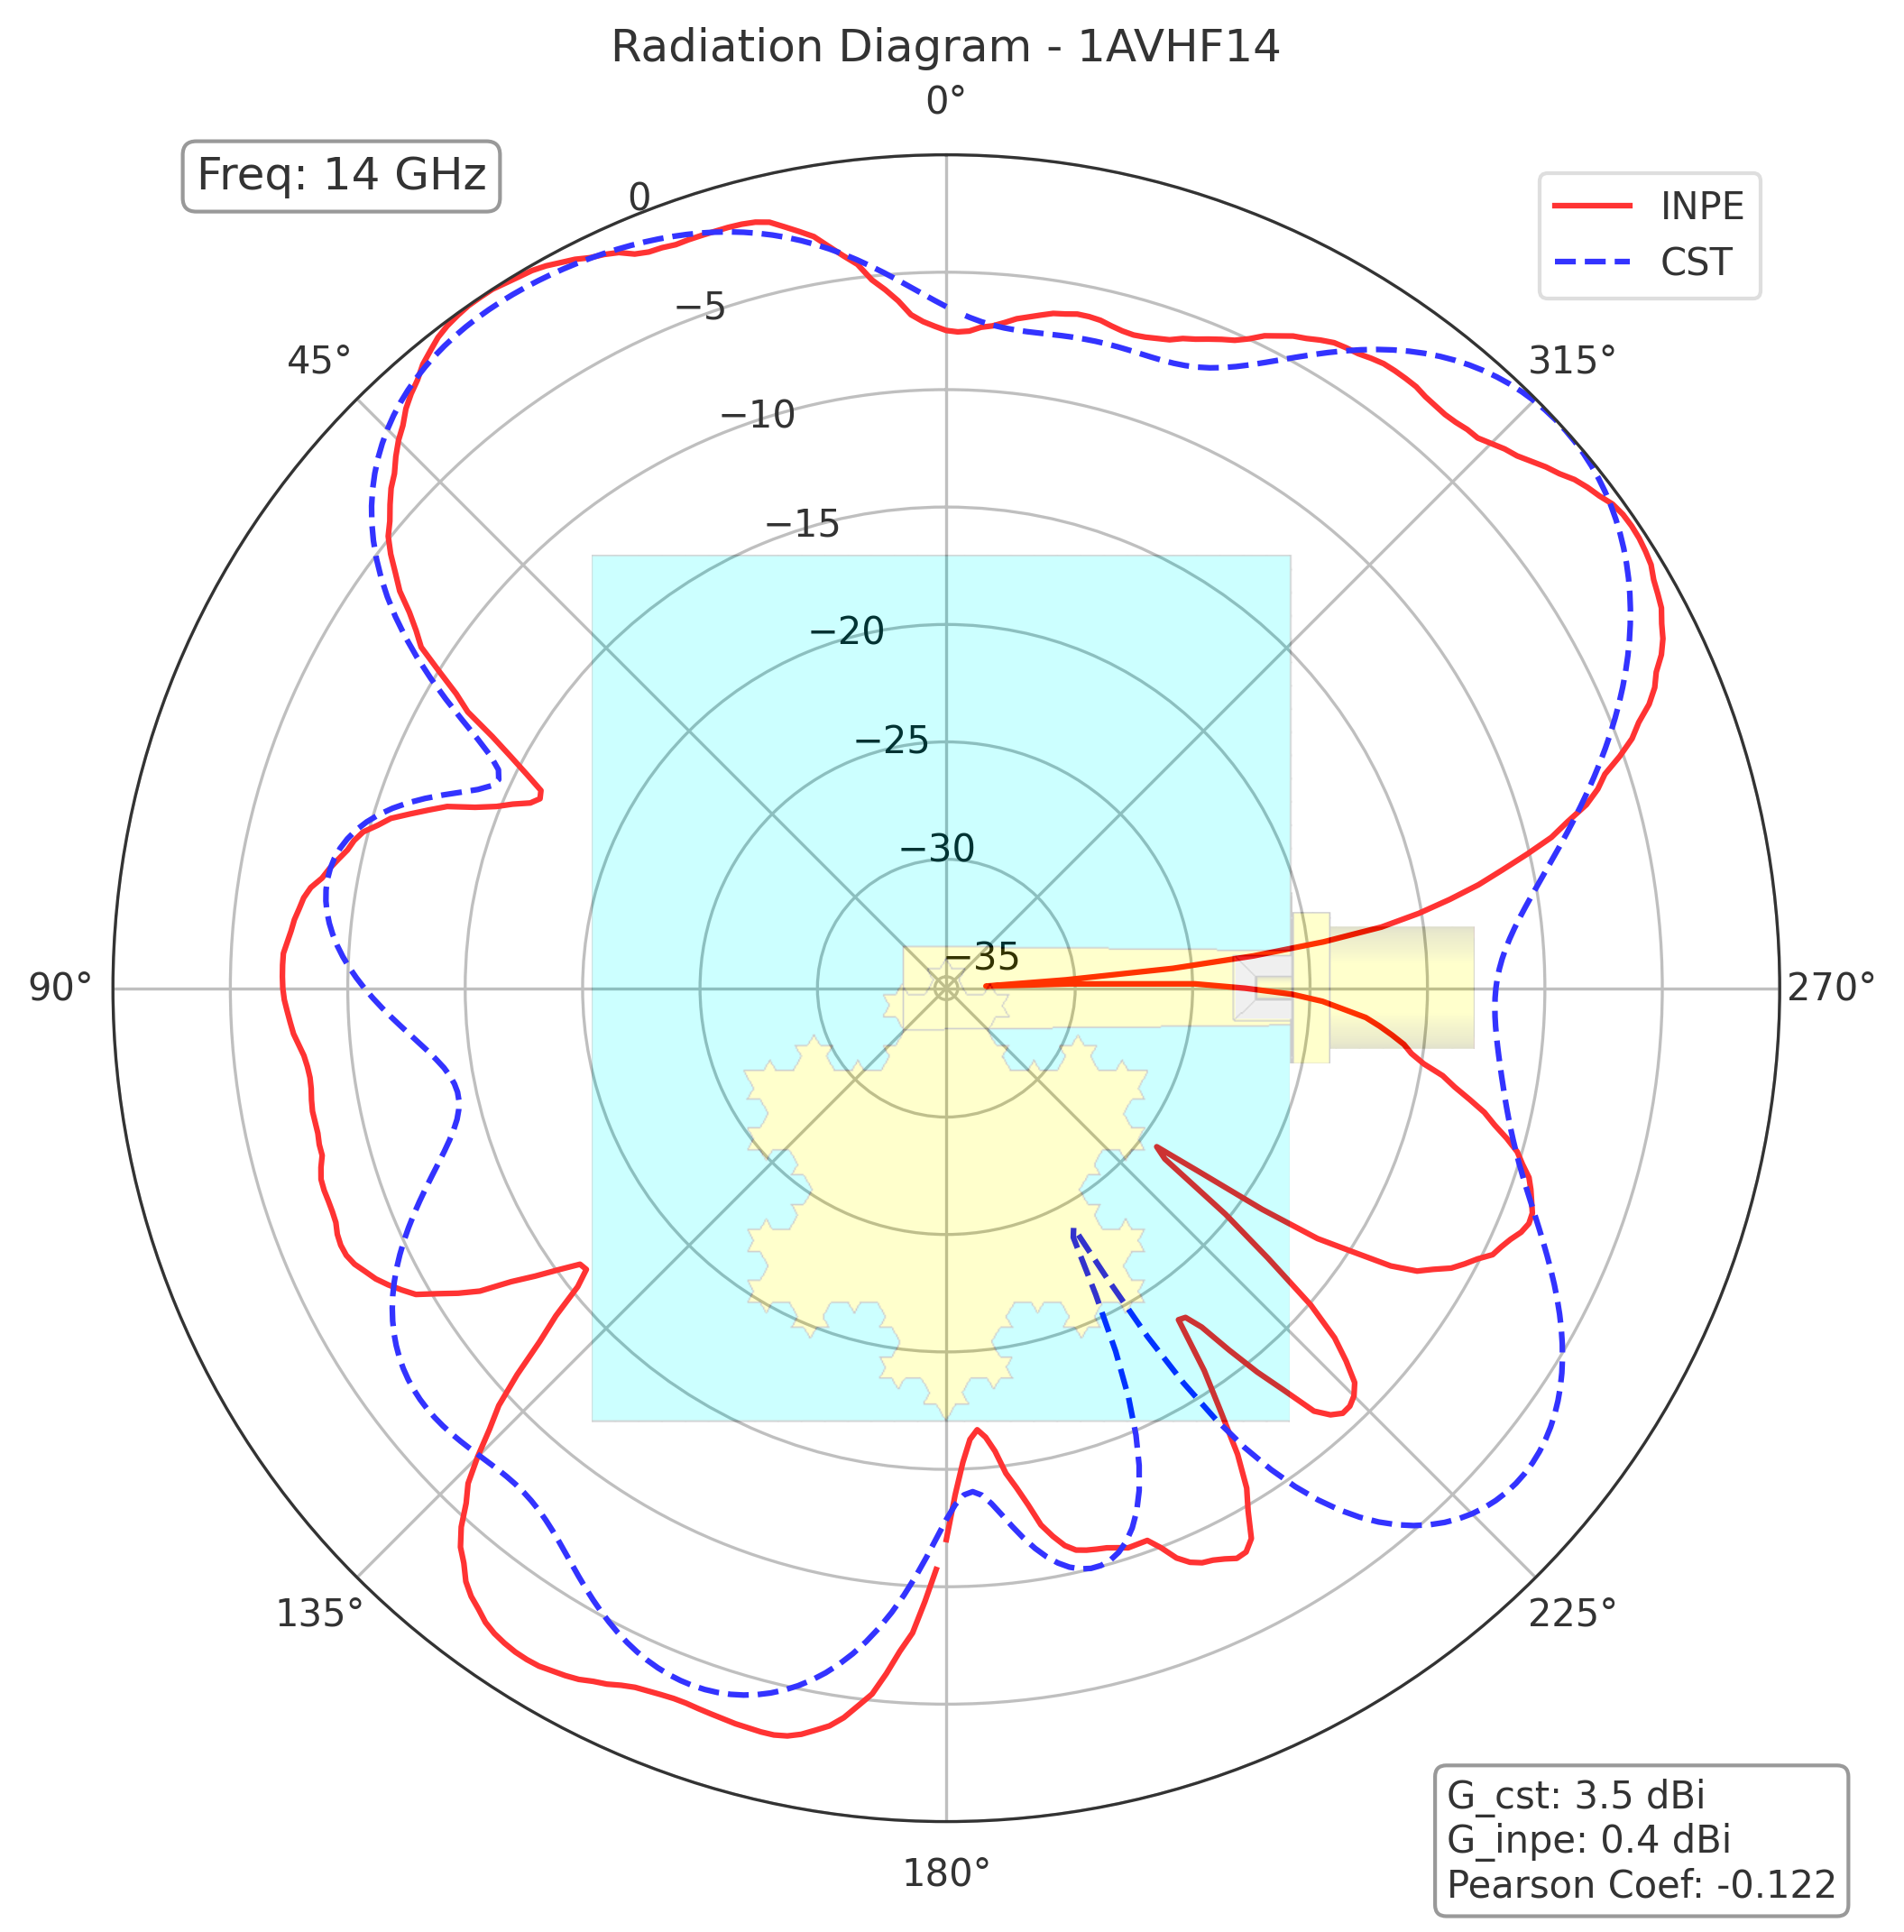 Radiation Diagram - 1AVHF14
0°
Freq: 14 GHz
INPE
CST
0
−5
45°
315°
−10
−15
−20
−25
−30
−35
90°
270°
135°
225°
180°
G_cst: 3.5 dBi
G_inpe: 0.4 dBi
Pearson Coef: -0.122